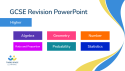 GCSE Revision PowerPoint
Higher
Algebra
Geometry
Number
Ratio and Proportion
Probability
Statistics